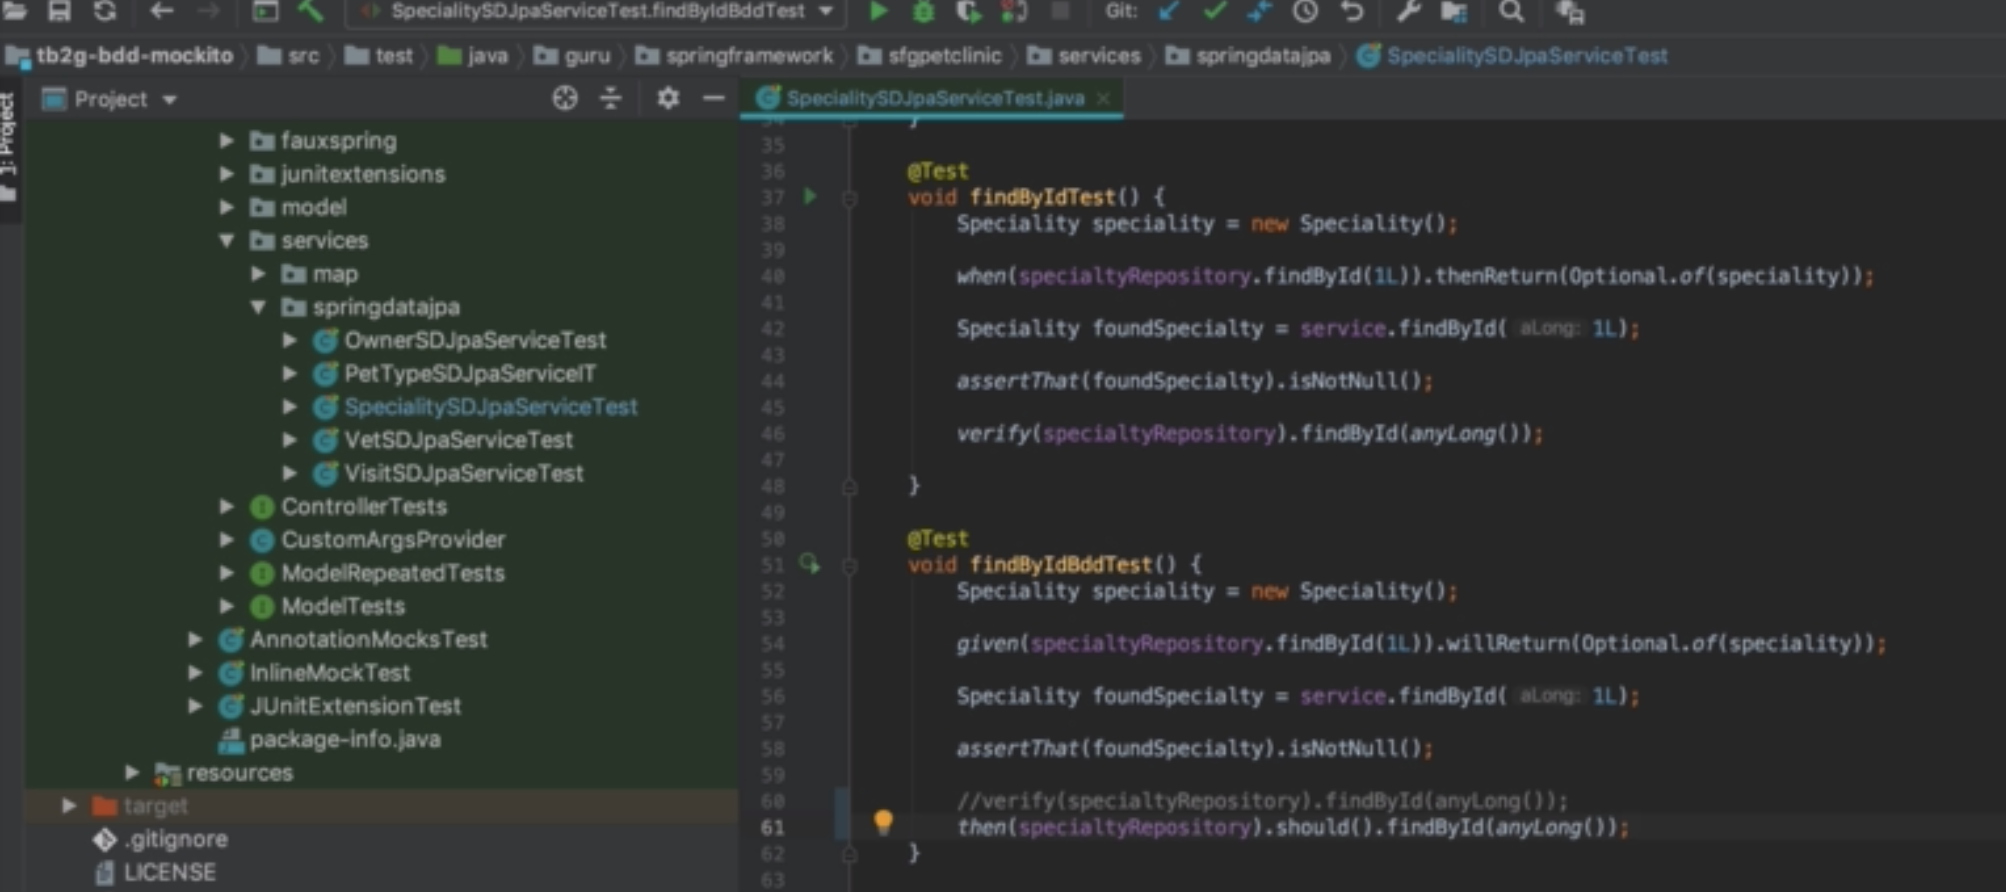 SpecialitySDJpaServiceTest.findByIdBddTest
Git:
tb2g-bdd-mockito src test java guru springframework sfgpetclinic services springdatajpa SpecialitySDJpaServiceTest
1: Project
Project
SpecialitySDJpaServiceTest.java
fauxspring
junitextensions
model
services
map
springdatajpa
OwnerSDJpaServiceTest
PetTypeSDJpaServiceIT
SpecialitySDJpaServiceTest
VetSDJpaServiceTest
VisitSDJpaServiceTest
ControllerTests
CustomArgsProvider
ModelRepeatedTests
ModelTests
AnnotationMocksTest
InlineMockTest
JUnitExtensionTest
package-info.java
resources
target
.gitignore
LICENSE
34 }
35
36 @Test
37 void findByIdTest() {
38 Speciality speciality = new Speciality();
39
40 when(specialtyRepository.findById(1L)).thenReturn(Optional.of(speciality));
41
42 Speciality foundSpecialty = service.findById( aLong: 1L);
43
44 assertThat(foundSpecialty).isNotNull();
45
46 verify(specialtyRepository).findById(anyLong());
47
48 }
49
50 @Test
51 void findByIdBddTest() {
52 Speciality speciality = new Speciality();
53
54 given(specialtyRepository.findById(1L)).willReturn(Optional.of(speciality));
55
56 Speciality foundSpecialty = service.findById( aLong: 1L);
57
58 assertThat(foundSpecialty).isNotNull();
59
60 //verify(specialtyRepository).findById(anyLong());
61 then(specialtyRepository).should().findById(anyLong());
62 }
63